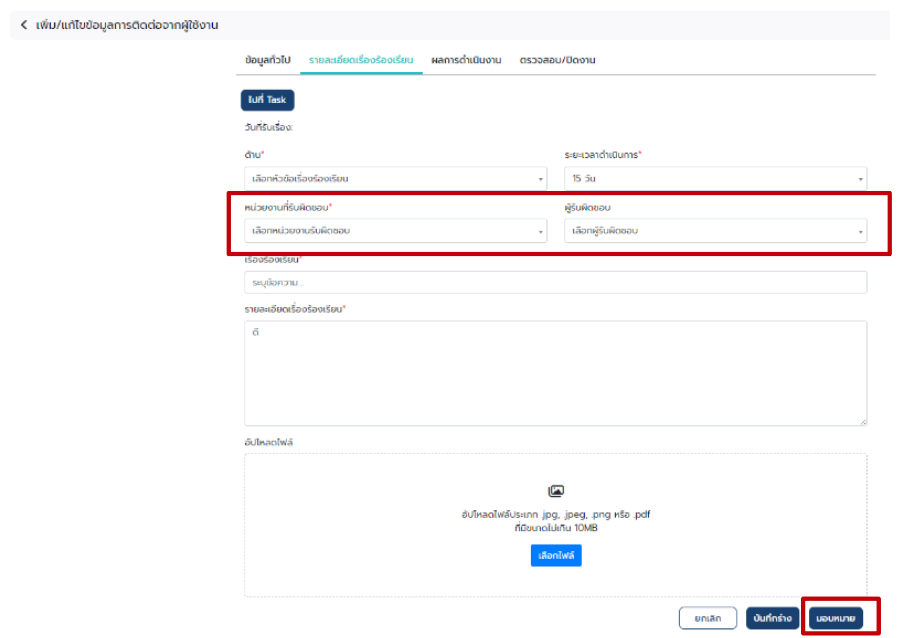 เพิ่ม/แก้ไขข้อมูลการติดต่อจากผู้ใช้งาน
ข้อมูลทั่วไป รายละเอียดเรื่องร้องเรียน ผลการดำเนินงาน ตรวจสอบ/ปิดงาน
ไปที่ Task
วันที่รับเรื่อง:
ด้าน* ระยะเวลาดำเนินการ*
เลือกหัวข้อเรื่องร้องเรียน 15 วัน
หน่วยงานที่รับผิดชอบ* ผู้รับผิดชอบ
เลือกหน่วยงานรับผิดชอบ เลือกผู้รับผิดชอบ
เรื่องร้องเรียน*
ระบุข้อความ...
รายละเอียดเรื่องร้องเรียน*
ดี
อัปโหลดไฟล์
อัปโหลดไฟล์ประเภท .jpg, .jpeg, .png หรือ .pdf
ที่มีขนาดไม่เกิน 10MB
เลือกไฟล์
ยกเลิก บันทึกร่าง มอบหมาย